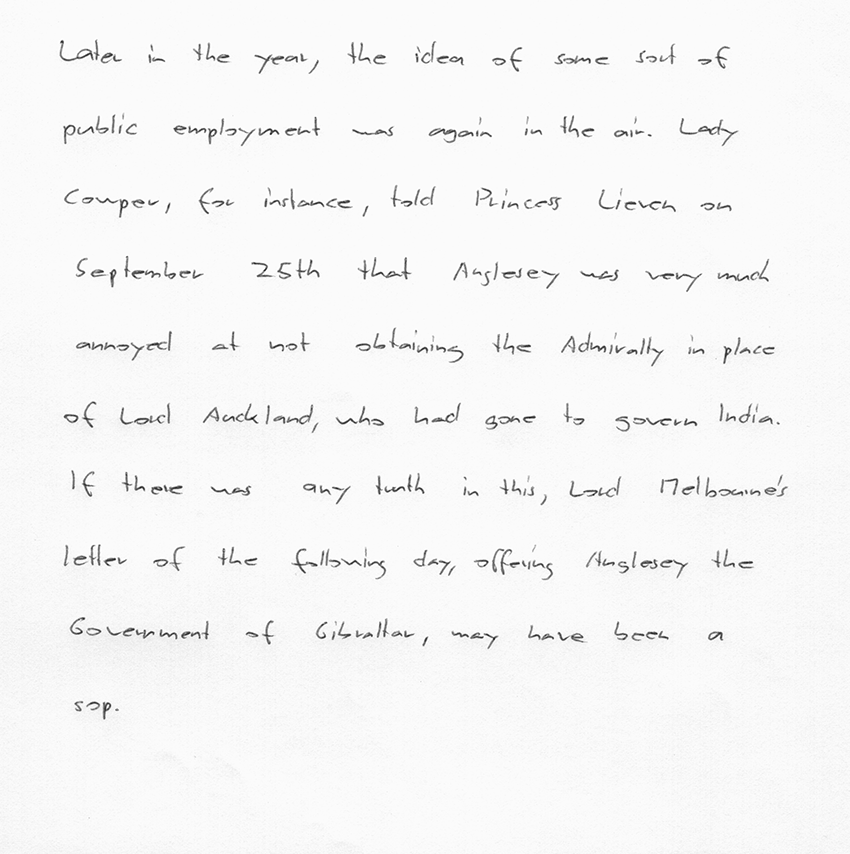 Later in the year, the idea of some sort of
public employment was again in the air. Lady
Cowper, for instance, told Princess Lieven on
September 25th that Anglesey was very much
annoyed at not obtaining the Admiralty in place
of Lord Auckland, who had gone to govern India.
If there was any truth in this, Lord Melbourne's
letter of the following day, offering Anglesey the
Government of Gibraltar, may have been a
sop.